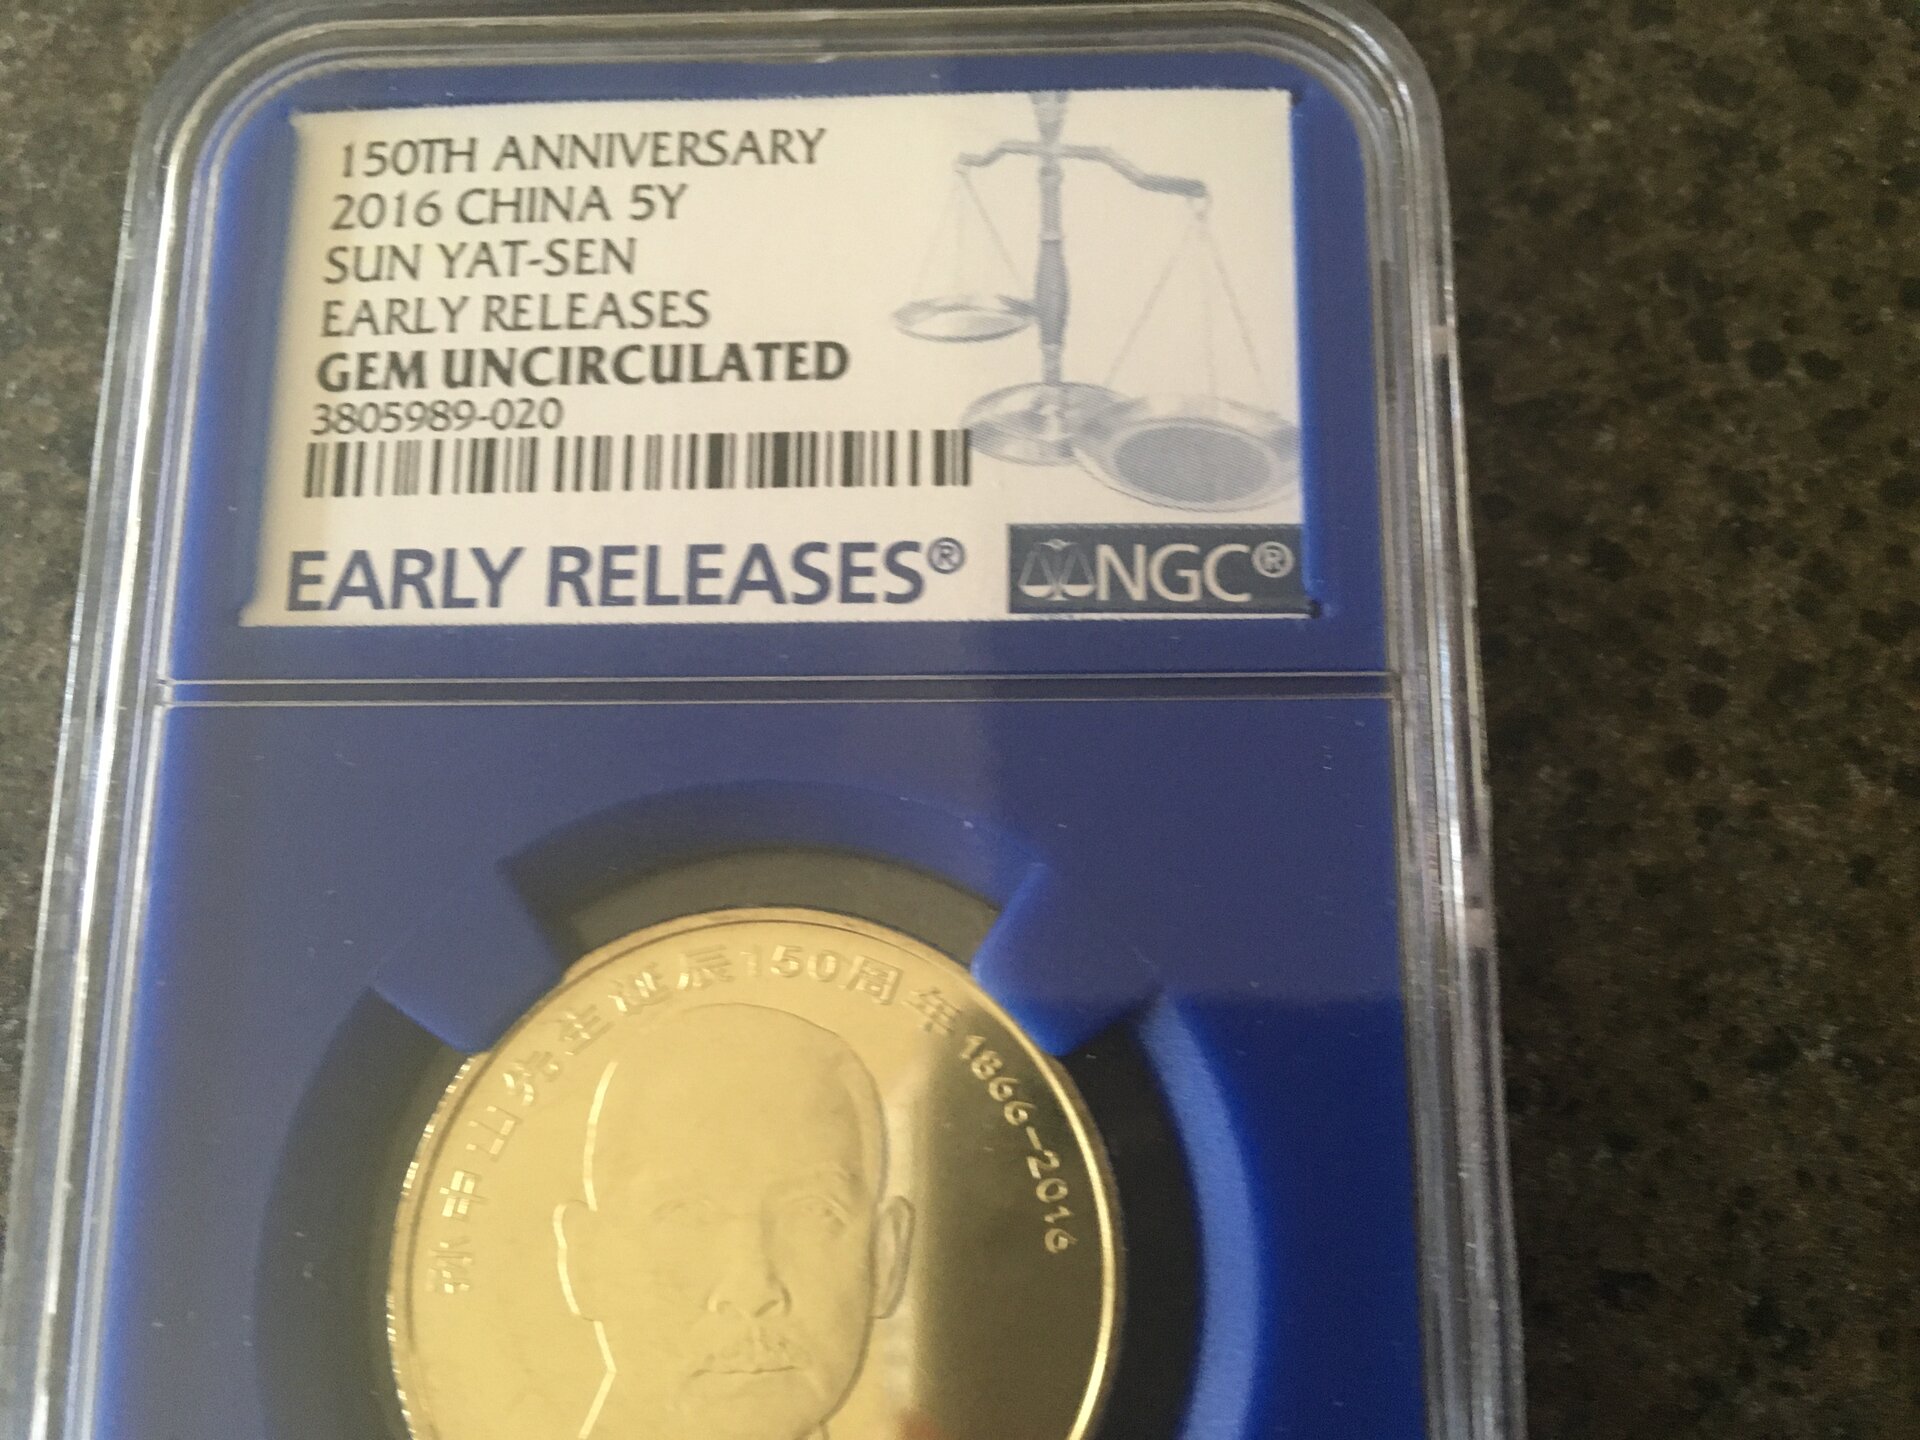 150TH ANNIVERSARY
2016 CHINA 5Y
SUN YAT-SEN
EARLY RELEASES
GEM UNCIRCULATED
3805989-020
EARLY RELEASES®
NGC®
孙中山先生诞辰150周年 1866-2016